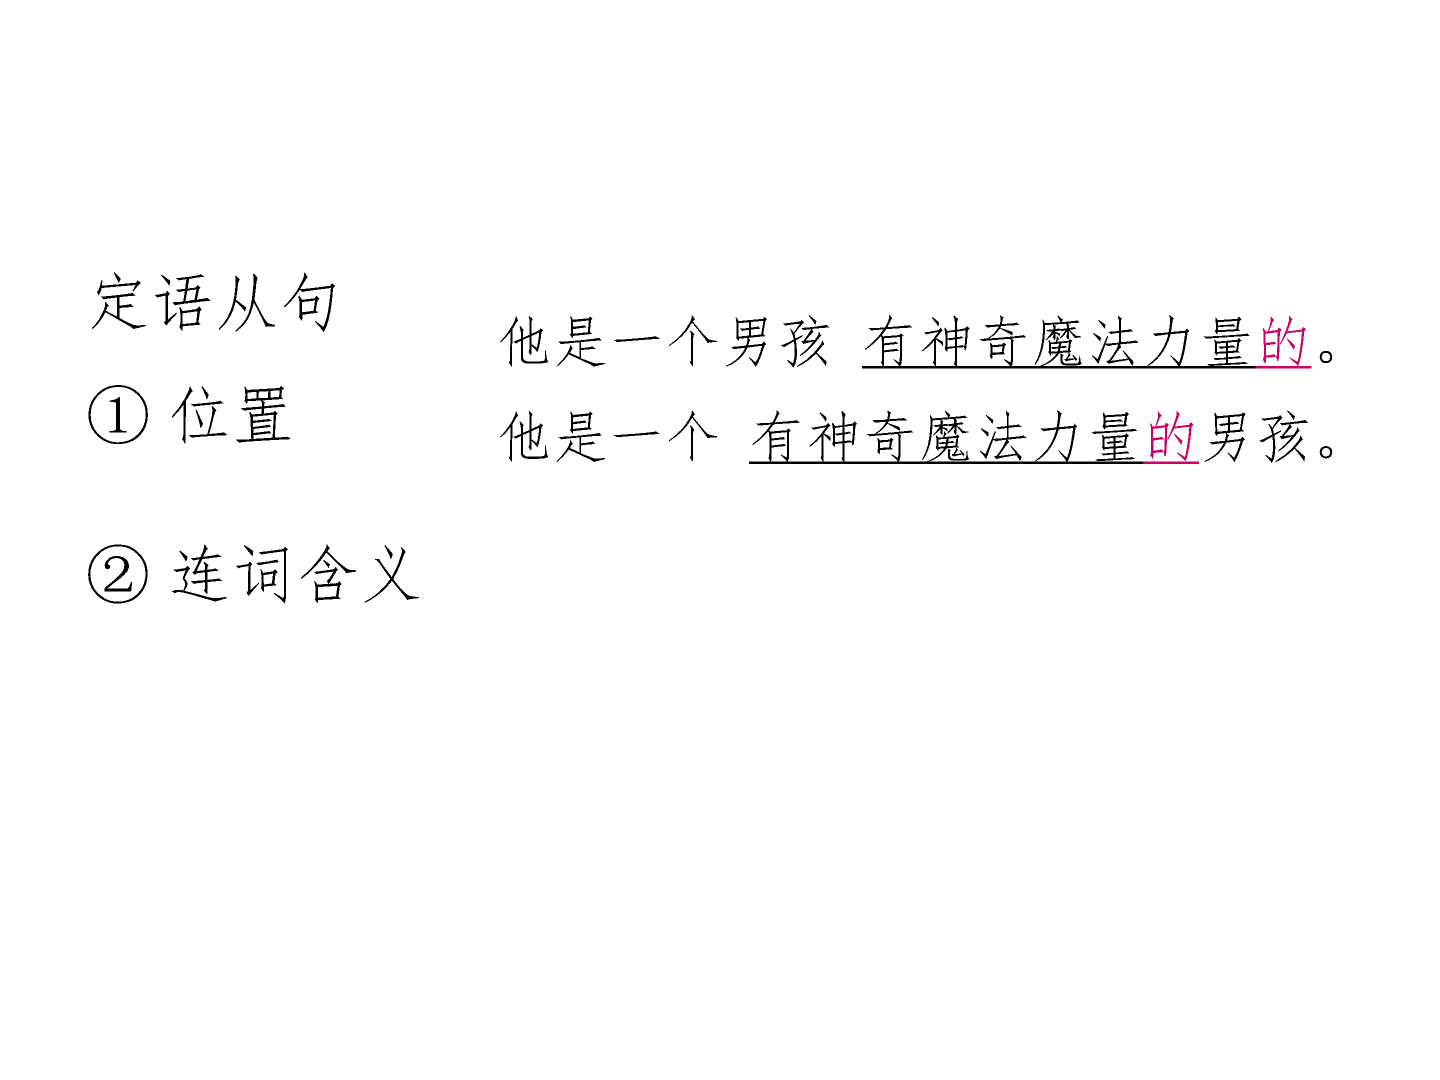 定语从句
他是一个男孩 有神奇魔法力量的。
① 位置
他是一个 有神奇魔法力量的男孩。
② 连词含义